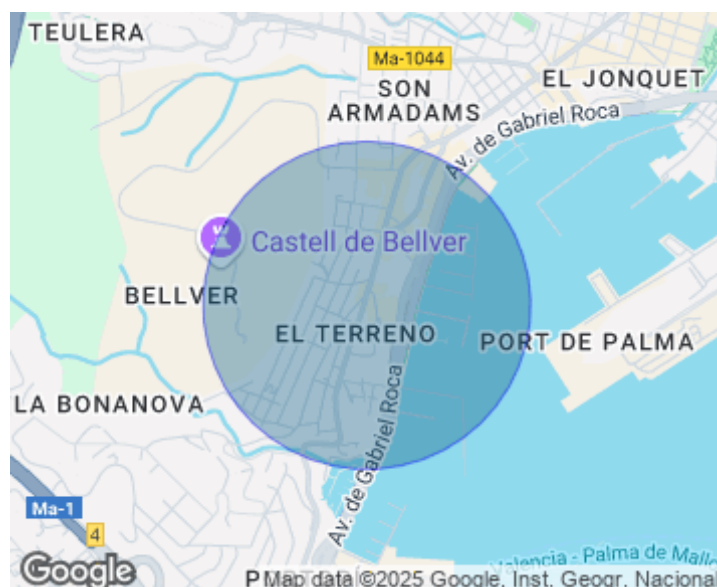 TEULERA
Ma-1044
EL JONQUET
SON
ARMADAMS
Av. de Gabriel Roca
Castell de Bellver
BELLVER
EL TERRENO
PORT DE PALMA
LA BONANOVA
Av. de Gabriel Roca
Ma-1
4
Valencia - Palma de Mallo
Google
P
Map data ©2025 Google, Inst. Geogr. Naciona